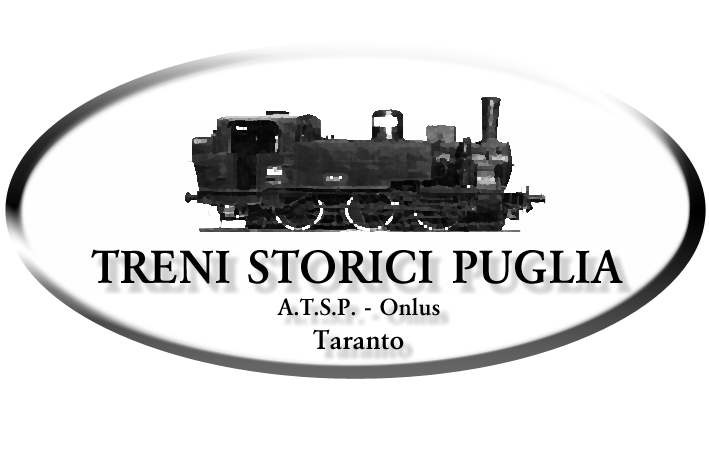 TRENI STORICI PUGLIA
A.T.S.P. - Onlus
Taranto